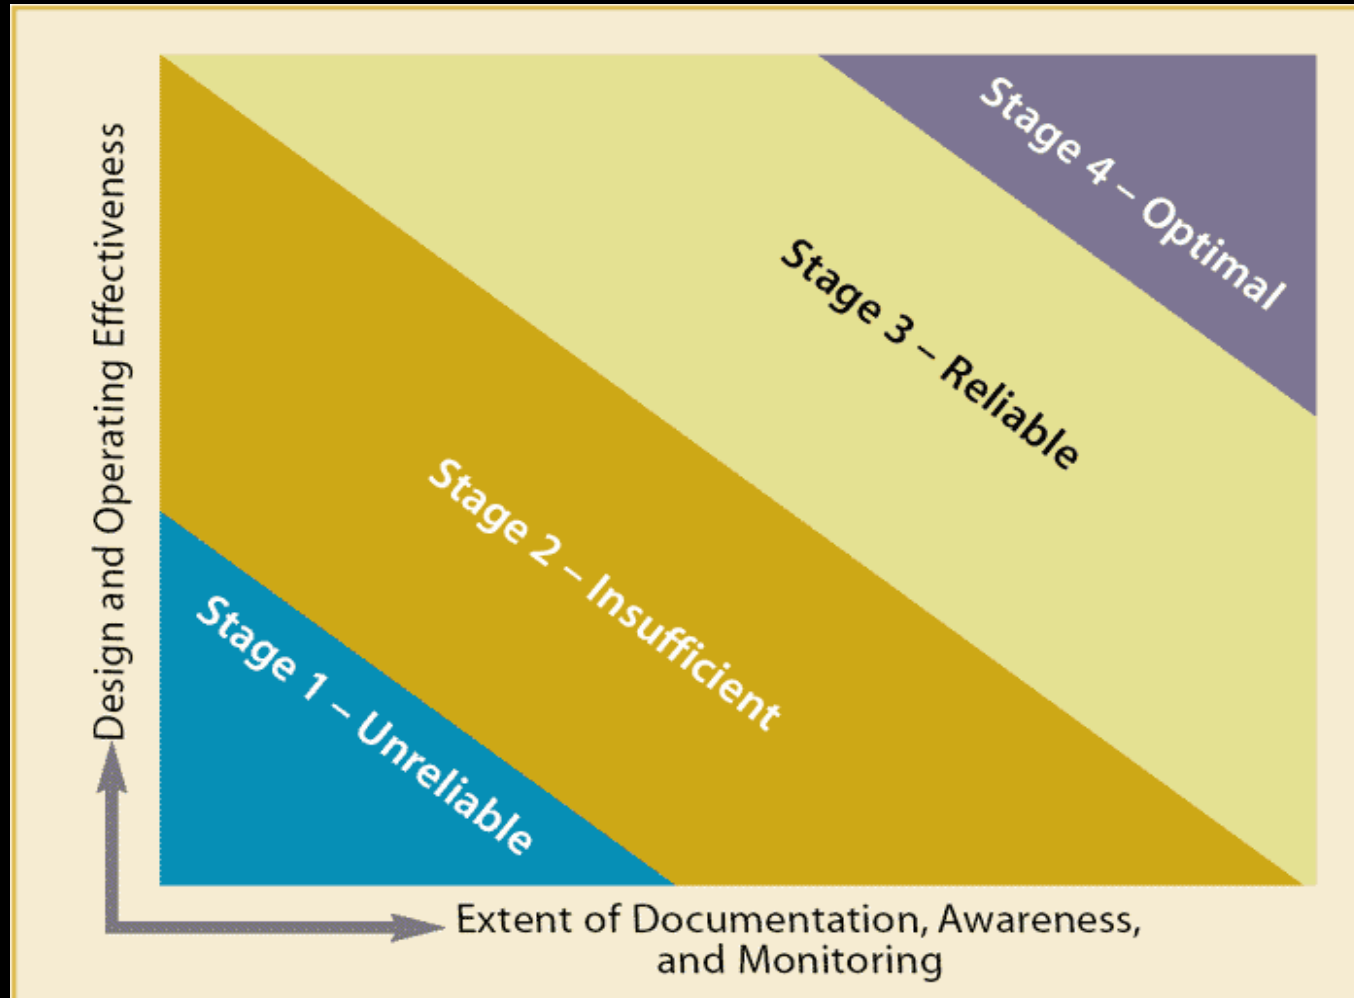 Stage 4 – Optimal
Stage 3 – Reliable
Stage 2 – Insufficient
Stage 1 – Unreliable
Design and Operating Effectiveness
Extent of Documentation, Awareness,
and Monitoring